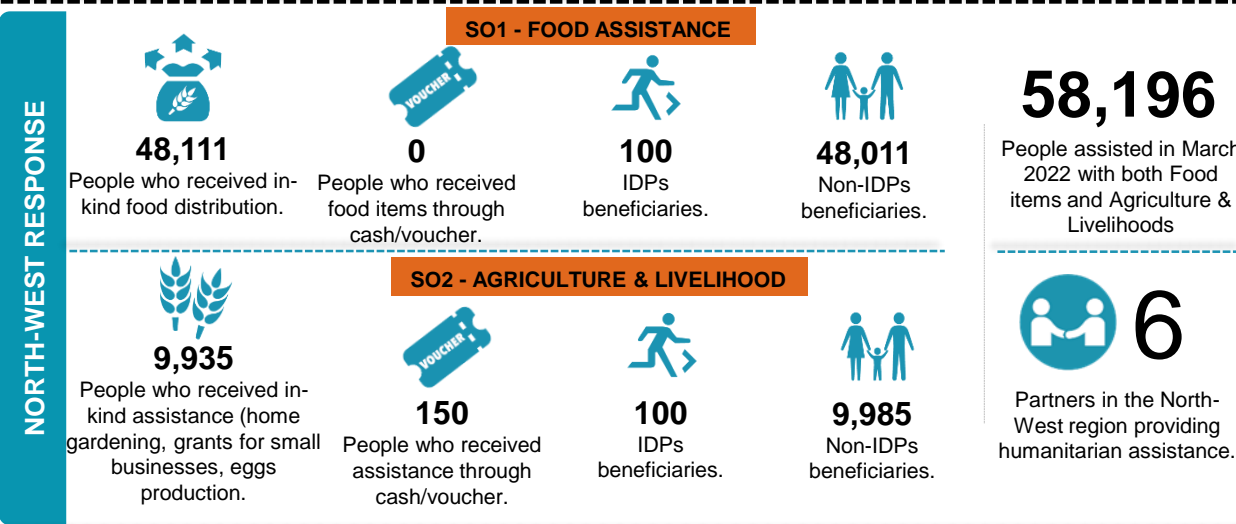 NORTH-WEST RESPONSE
SO1 - FOOD ASSISTANCE
VOUCHER
48,111
People who received in-
kind food distribution.
0
People who received
food items through
cash/voucher.
100
IDPs
beneficiaries.
48,011
Non-IDPs
beneficiaries.
SO2 - AGRICULTURE & LIVELIHOOD
9,935
People who received in-
kind assistance (home
gardening, grants for small
businesses, eggs
production.
VOUCHER
150
People who received
assistance through
cash/voucher.
100
IDPs
beneficiaries.
9,985
Non-IDPs
beneficiaries.
58,196
People assisted in March
2022 with both Food
items and Agriculture &
Livelihoods
6
Partners in the North-
West region providing
humanitarian assistance.